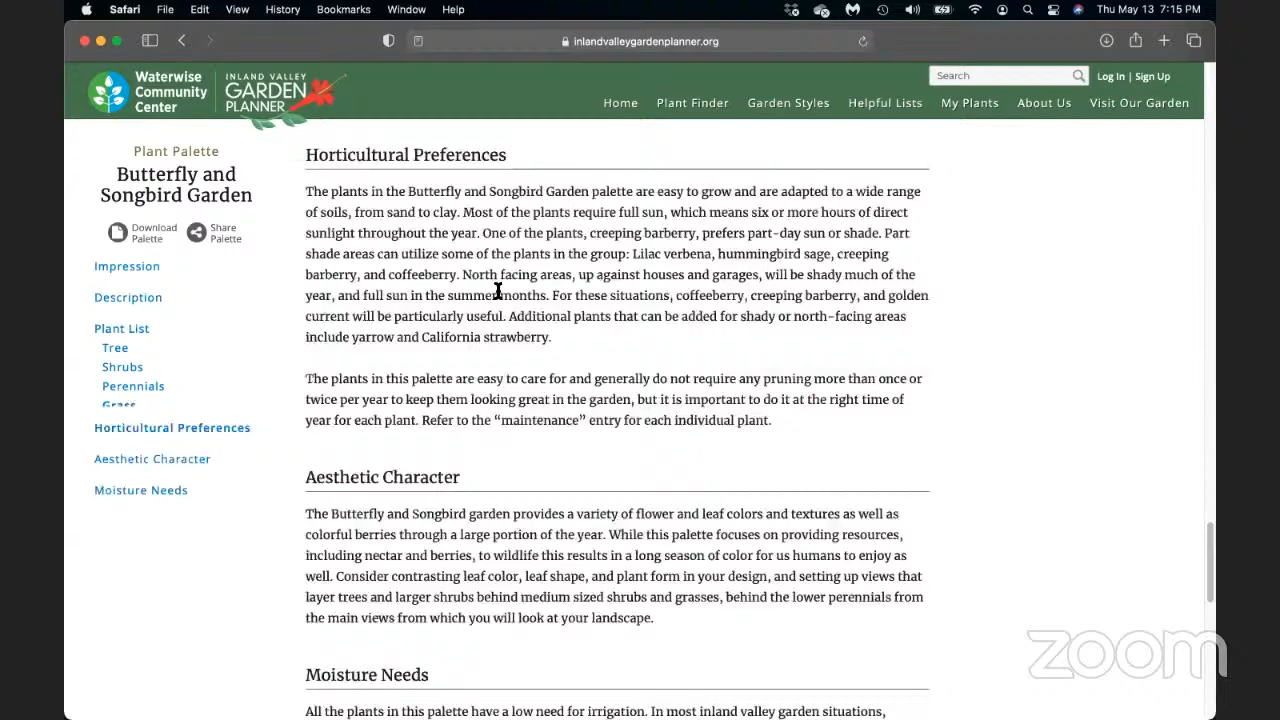 Safari File Edit View History Bookmarks Window Help Thu May 13 7:15 PM
inlandvalleygardenplanner.org
Waterwise Community Center
INLAND VALLEY GARDEN PLANNER
Search Log In | Sign Up
Home Plant Finder Garden Styles Helpful Lists My Plants About Us Visit Our Garden
Plant Palette
Butterfly and
Songbird Garden
Download Palette
Share Palette
Impression
Description
Plant List
Tree
Shrubs
Perennials
Grass
Horticultural Preferences
Aesthetic Character
Moisture Needs
Horticultural Preferences
The plants in the Butterfly and Songbird Garden palette are easy to grow and are adapted to a wide range
of soils, from sand to clay. Most of the plants require full sun, which means six or more hours of direct
sunlight throughout the year. One of the plants, creeping barberry, prefers part-day sun or shade. Part
shade areas can utilize some of the plants in the group: Lilac verbena, hummingbird sage, creeping
barberry, and coffeeberry. North facing areas, up against houses and garages, will be shady much of the
year, and full sun in the summer months. For these situations, coffeeberry, creeping barberry, and golden
current will be particularly useful. Additional plants that can be added for shady or north-facing areas
include yarrow and California strawberry.
The plants in this palette are easy to care for and generally do not require any pruning more than once or
twice per year to keep them looking great in the garden, but it is important to do it at the right time of
year for each plant. Refer to the “maintenance” entry for each individual plant.
Aesthetic Character
The Butterfly and Songbird garden provides a variety of flower and leaf colors and textures as well as
colorful berries through a large portion of the year. While this palette focuses on providing resources,
including nectar and berries, to wildlife this results in a long season of color for us humans to enjoy as
well. Consider contrasting leaf color, leaf shape, and plant form in your design, and setting up views that
layer trees and larger shrubs behind medium sized shrubs and grasses, behind the lower perennials from
the main views from which you will look at your landscape.
Moisture Needs
All the plants in this palette have a low need for irrigation. In most inland valley garden situations,
zoom